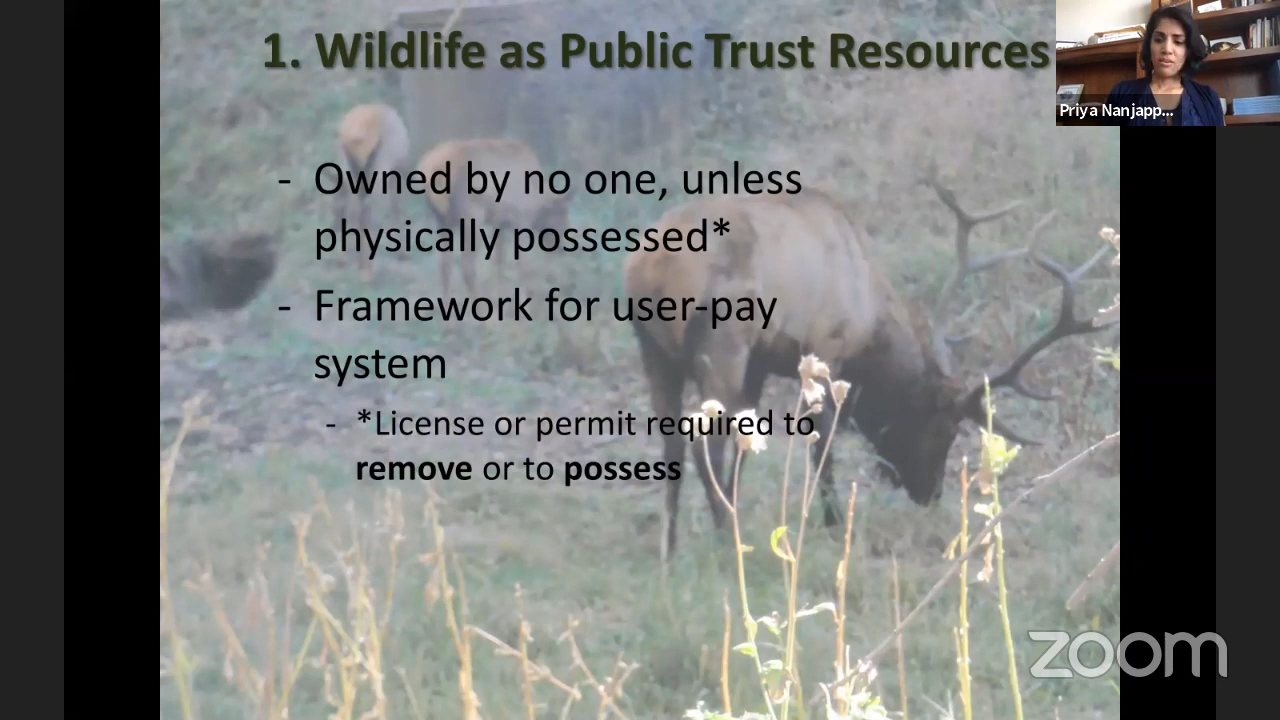 1. Wildlife as Public Trust Resources
Priya Nanjapp...
- Owned by no one, unless
physically possessed*
- Framework for user-pay
system
- *License or permit required to
remove or to possess
zoom